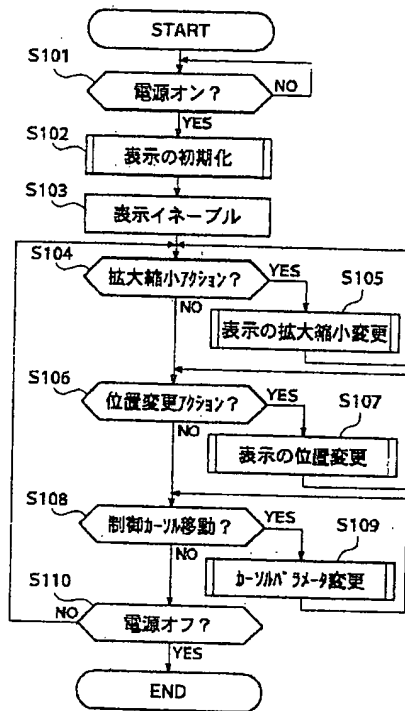 START
S101
電源オン?
NO
YES
S102
表示の初期化
S103
表示イネーブル
S104
拡大縮小アクション?
YES
S105
NO
表示の拡大縮小変更
S106
位置変更アクション?
YES
S107
NO
表示の位置変更
S108
制御カーソル移動?
YES
S109
NO
カーソルパラメータ変更
S110
NO
電源オフ?
YES
END